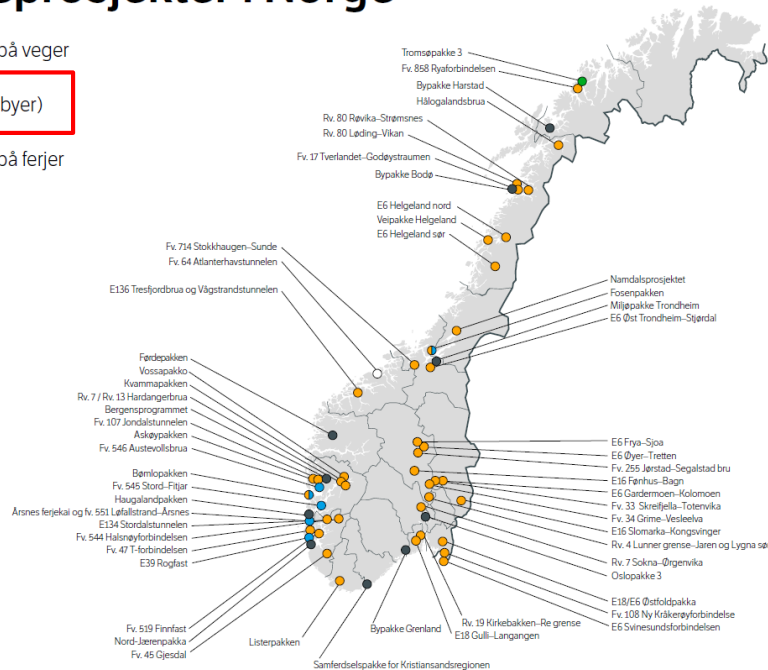 sprosjekter i Norge
på veger
byer)
på ferjer
Tromsøpakke 3
Fv. 858 Ryaforbindelsen
Bypakke Harstad
Hålogalandsbrua
Rv. 80 Røvika–Strømsnes
Rv. 80 Løding–Vikan
Fv. 17 Tverlandet–Godøystraumen
Bypakke Bodø
E6 Helgeland nord
Veipakke Helgeland
E6 Helgeland sør
Fv. 714 Stokkhaugen–Sunde
Fv. 64 Atlanterhavstunnelen
E136 Tresfjordbrua og Vågstrandstunnelen
Namdalsprosjektet
Fosenpakken
Miljøpakke Trondheim
E6 Øst Trondheim–Stjørdal
Førdepakken
Vossapakko
Kvammapakken
Rv. 7 / Rv. 13 Hardangerbrua
Bergensprogrammet
Fv. 107 Jondalstunnelen
Askøypakken
Fv. 546 Austevollsbrua
Bømlopakken
Fv. 545 Stord–Fitjar
Haugalandpakken
Årsnes ferjekai og fv. 551 Løfallstrand–Årsnes
E134 Stordalstunnelen
Fv. 544 Halsnøyforbindelsen
Fv. 47 T-forbindelsen
E39 Rogfast
E6 Frya–Sjoa
E6 Øyer–Tretten
Fv. 255 Jørstad–Segalstad bru
E16 Fønhus–Bagn
E6 Gardermoen–Kolomoen
Fv. 33 Skreifjella–Totenvika
Fv. 34 Grime–Vesleelva
E16 Slomarka–Kongsvinger
Rv. 4 Lunner grense–Jaren og Lygna sø
Rv. 7 Sokna–Ørgenvika
Oslopakke 3
E18/E6 Østfoldpakka
Fv. 108 Ny Kråkerøyforbindelse
E6 Svinesundsforbindelsen
Fv. 519 Finnfast
Nord-Jærenpakka
Fv. 45 Gjesdal
Listerpakken
Bypakke Grenland
Rv. 19 Kirkebakken–Re grense
E18 Gulli–Langangen
Samferdselspakke for Kristiansandsregionen